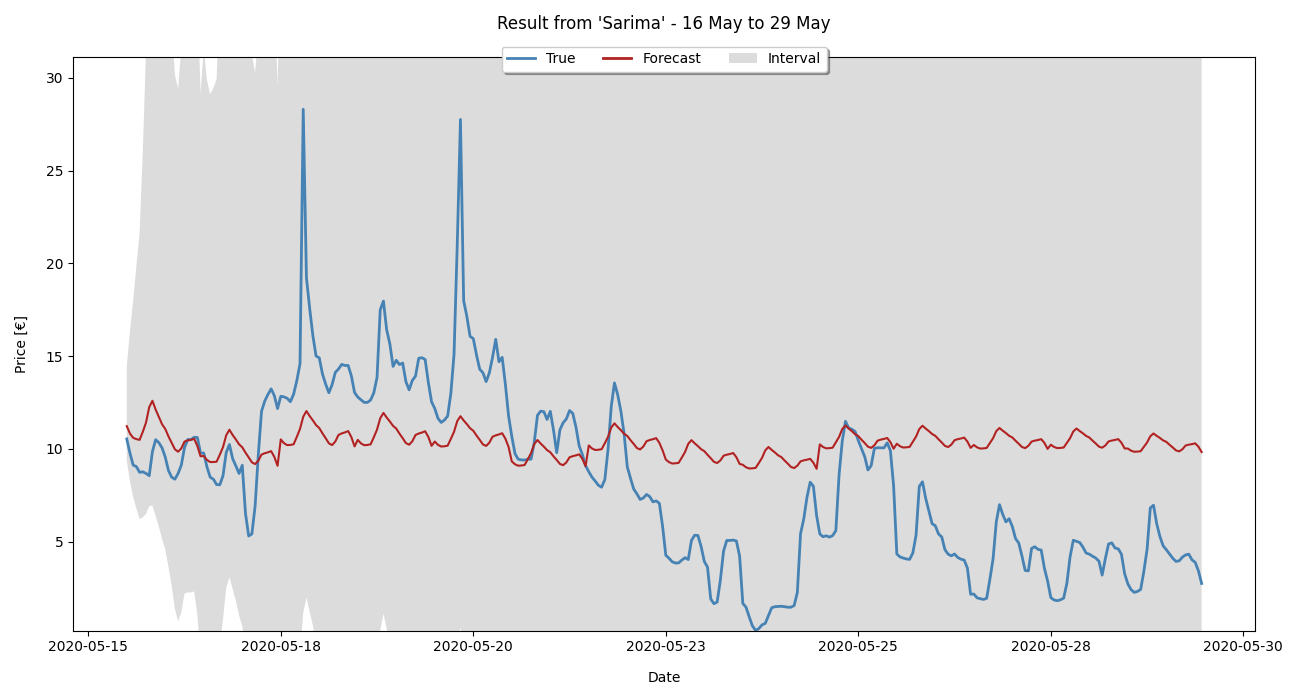 Result from 'Sarima' - 16 May to 29 May
True Forecast Interval
30
25
20
15
10
5
Price [€]
2020-05-15 2020-05-18 2020-05-20 2020-05-23 2020-05-25 2020-05-28 2020-05-30
Date